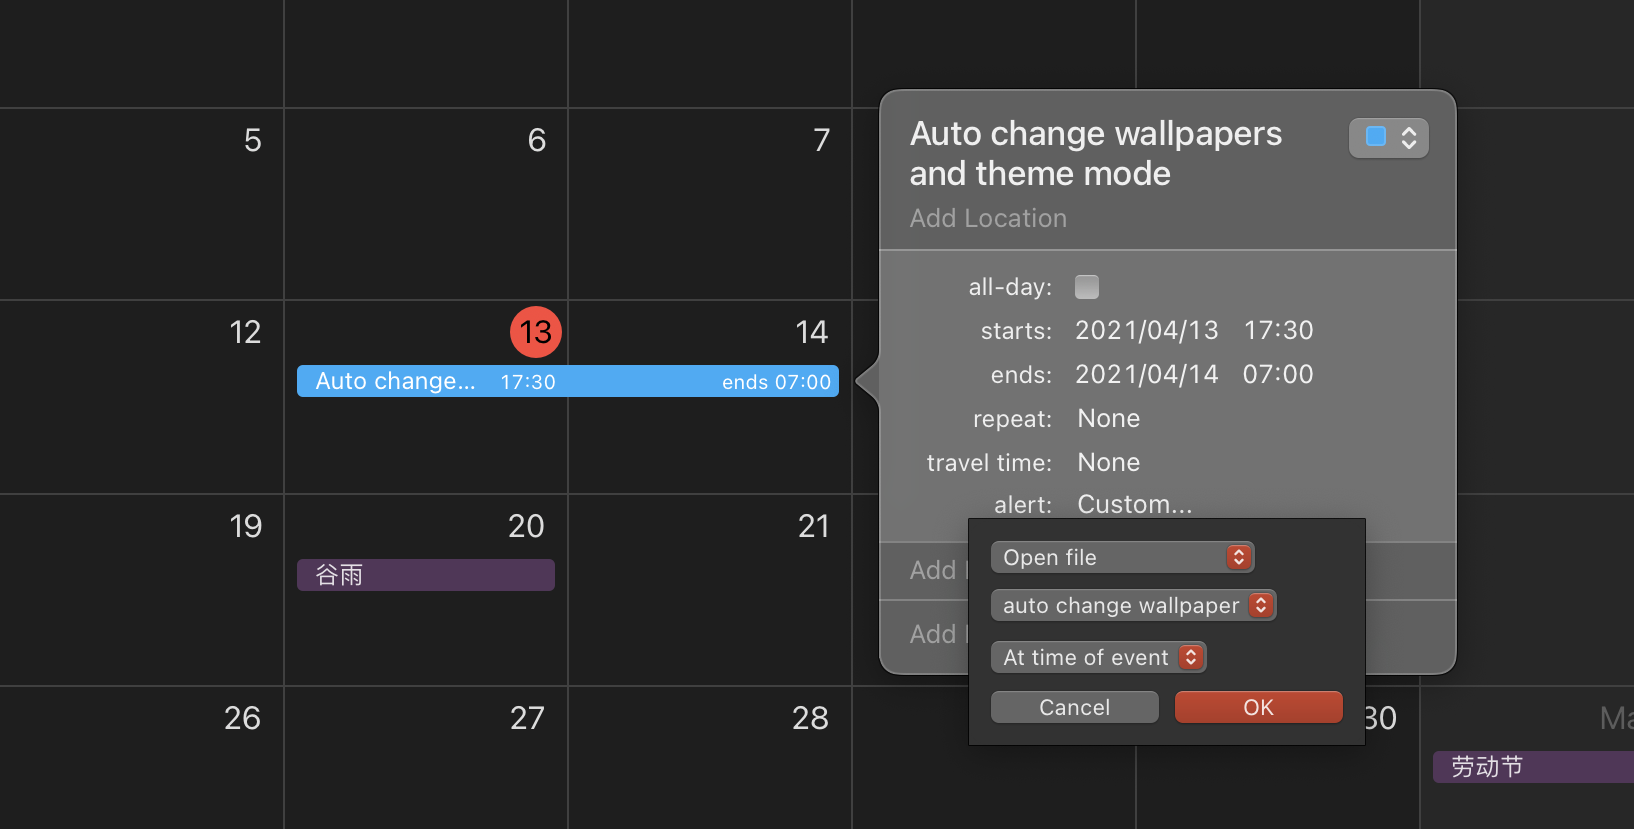 5
6
7
Auto change wallpapers
and theme mode
Add Location
all-day:
starts: 2021/04/13 17:30
ends: 2021/04/14 07:00
repeat: None
travel time: None
alert: Custom...
Add
Add
Open file
auto change wallpaper
At time of event
Cancel OK
12
13
14
Auto change... 17:30 ends 07:00
19
20
21
谷雨
26
27
28
30
劳动节